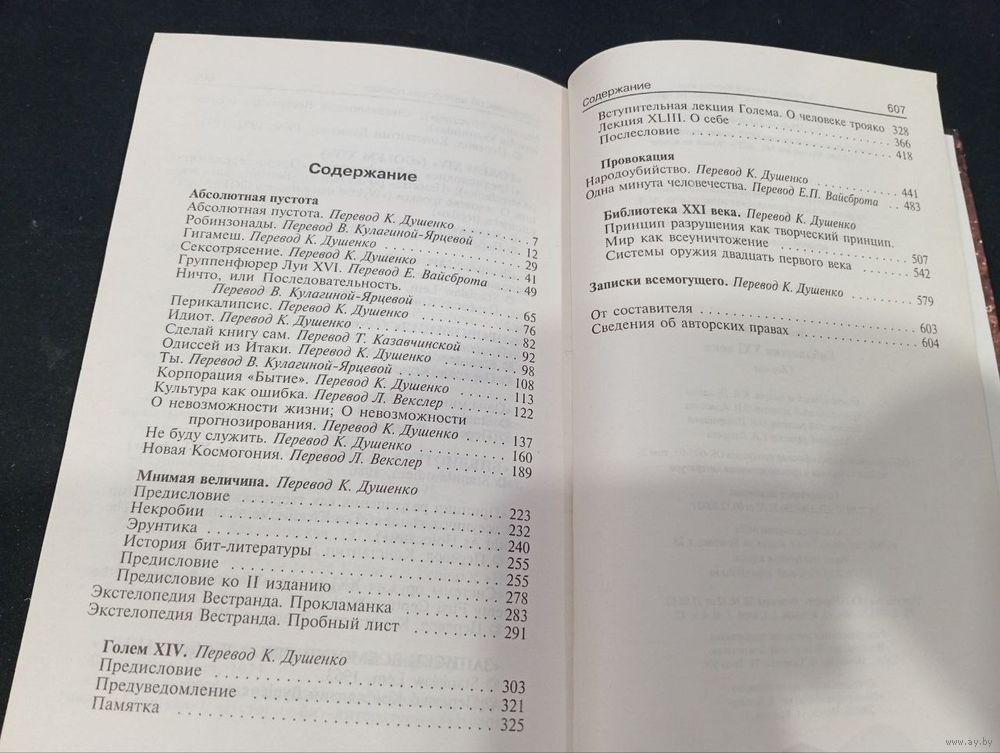 Содержание
Абсолютная пустота
Абсолютная пустота. Перевод К. Душенко . . . . . . . . . 7
Робинзонады. Перевод В. Кулагиной-Ярцевой . . . . . 12
Гигамеш. Перевод К. Душенко . . . . . . . . . . . . . . 29
Сексотрясение. Перевод К. Душенко . . . . . . . . . . 41
Группенфюрер Луи XVI. Перевод Е. Вайсброта . . . 49
Ничто, или Последовательность.
Перевод В. Кулагиной-Ярцевой . . . . . . . . . . 65
Перикалипсис. Перевод К. Душенко . . . . . . . . . . 76
Идиот. Перевод К. Душенко . . . . . . . . . . . . . . . 82
Сделай книгу сам. Перевод Т. Казавчинской . . . . . 92
Одиссей из Итаки. Перевод К. Душенко . . . . . . . . 98
Ты. Перевод В. Кулагиной-Ярцевой . . . . . . . . . . 108
Корпорация «Бытие». Перевод К. Душенко . . . . . . 113
Культура как ошибка. Перевод Л. Векслер . . . . . . 122
О невозможности жизни; О невозможности
прогнозирования. Перевод К. Душенко . . . . . . 137
Не буду служить. Перевод К. Душенко . . . . . . . . 160
Новая Космогония. Перевод Л. Векслер . . . . . . . . 189
Мнимая величина. Перевод К. Душенко
Предисловие . . . . . . . . . . . . . . . . . . . . . . . 223
Некробии . . . . . . . . . . . . . . . . . . . . . . . . . 232
Эрунтика . . . . . . . . . . . . . . . . . . . . . . . . . 240
История бит-литературы . . . . . . . . . . . . . . . . 255
Предисловие . . . . . . . . . . . . . . . . . . . . . . . 255
Предисловие ко II изданию . . . . . . . . . . . . . . 278
Экстелопедия Вестранда. Прокламанка . . . . . . . . 283
Экстелопедия Вестранда. Пробный лист . . . . . . . 291
Голем XIV. Перевод К. Душенко
Предисловие . . . . . . . . . . . . . . . . . . . . . . . 303
Предуведомление . . . . . . . . . . . . . . . . . . . . 321
Памятка . . . . . . . . . . . . . . . . . . . . . . . . . . 325
Содержание 607
Вступительная лекция Голема. О человеке трояко 328
Лекция XLIII. О себе . . . . . . . . . . . . . . . . . . 366
Послесловие . . . . . . . . . . . . . . . . . . . . . . . 418
Провокация
Народоубийство. Перевод К. Душенко . . . . . . . . 441
Одна минута человечества. Перевод Е.П. Вайсброта . . 483
Библиотека XXI века. Перевод К. Душенко
Принцип разрушения как творческий принцип.
Мир как всеуничтожение . . . . . . . . . . . . . . . 507
Системы оружия двадцать первого века . . . . . . . 542
Записки всемогущего. Перевод К. Душенко . . . . . . 579
От составителя . . . . . . . . . . . . . . . . . . . . . . 603
Сведения об авторских правах . . . . . . . . . . . . . 604
www.ay.by